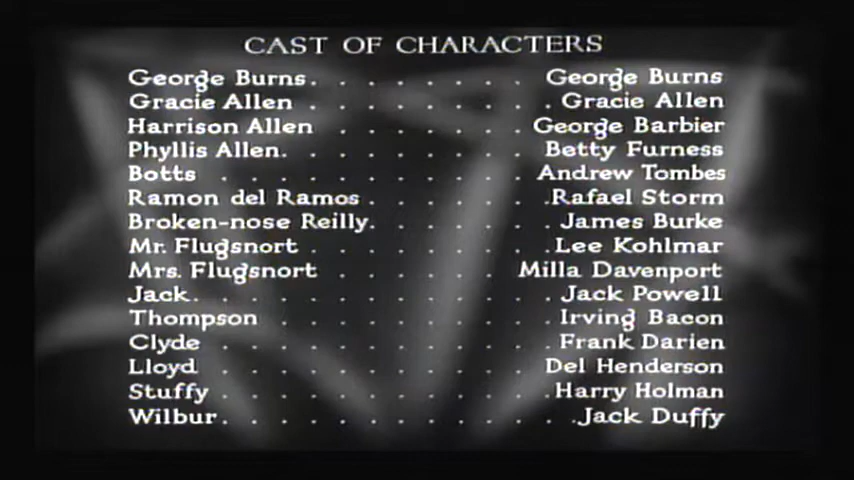 CAST OF CHARACTERS
George Burns. . . . . . . . George Burns
Gracie Allen . . . . . . . . . Gracie Allen
Harrison Allen . . . . . . . George Barbier
Phyllis Allen. . . . . . . . . Betty Furness
Botts . . . . . . . . . . . Andrew Tombes
Ramon del Ramos . . . . . . .Rafael Storm
Broken-nose Reilly. . . . . . . James Burke
Mr. Flugsnort . . . . . . . . .Lee Kohlmar
Mrs. Flugsnort . . . . . . Milla Davenport
Jack. . . . . . . . . . . . .Jack Powell
Thompson . . . . . . . . . .Irving Bacon
Clyde . . . . . . . . . . . .Frank Darien
Lloyd . . . . . . . . . . . Del Henderson
Stuffy . . . . . . . . . . . .Harry Holman
Wilbur. . . . . . . . . . . . .Jack Duffy